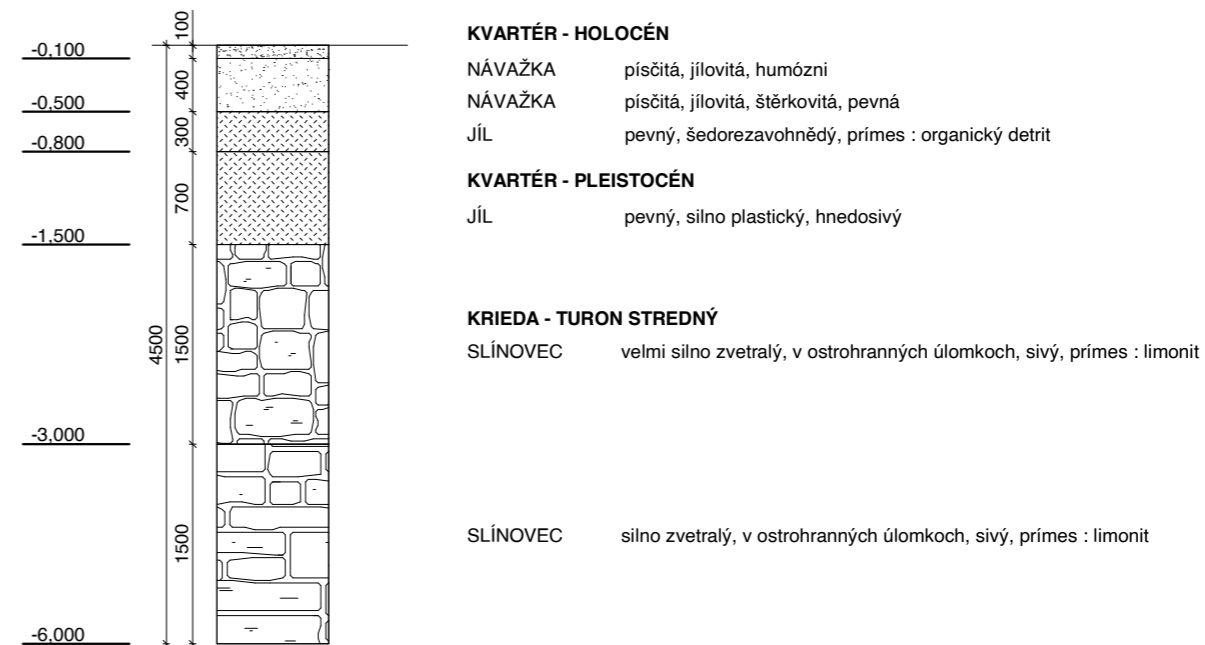 100
-0,100
400
-0,500
300
-0.800
700
-1,500
4500
1500
-3,000
1500
-6,000
KVARTÉR - HOLOCÉN
NÁVAŽKA písčitá, jílovitá, humózni
NÁVAŽKA písčitá, jílovitá, štěrkovitá, pevná
JÍL pevný, šedorezavohnědý, prímes : organický detrit
KVARTÉR - PLEISTOCÉN
JÍL pevný, silno plastický, hnedosivý
KRIEDA - TURON STREDNÝ
SLÍNOVEC velmi silno zvetralý, v ostrohranných úlomkoch, sivý, prímes : limonit
SLÍNOVEC silno zvetralý, v ostrohranných úlomkoch, sivý, prímes : limonit